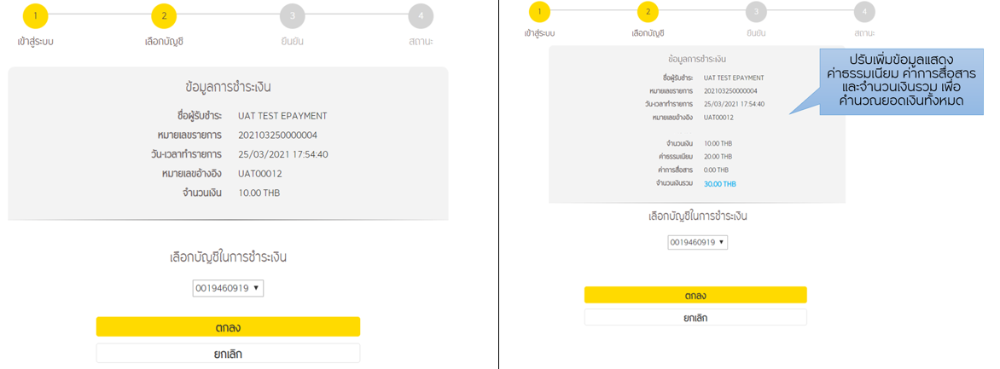 1 2 3 4
เข้าสู่ระบบ เลือกบัญชี ยืนยัน สถานะ
ข้อมูลการชำระเงิน
ชื่อผู้รับชำระ UAT TEST EPAYMENT
หมายเลขรายการ 202103250000004
วัน-เวลาทำรายการ 25/03/2021 17:54:40
หมายเลขอ้างอิง UAT00012
จำนวนเงิน 10.00 THB
เลือกบัญชีในการชำระเงิน
0019460919 ▼
ตกลง
ยกเลิก
1 2 3 4
เข้าสู่ระบบ เลือกบัญชี ยืนยัน สถานะ
ข้อมูลการชำระเงิน
ชื่อผู้รับชำระ UAT TEST EPAYMENT
หมายเลขรายการ 202103250000004
วัน-เวลาทำรายการ 25/03/2021 17:54:40
หมายเลขอ้างอิง UAT00012
จำนวนเงิน 10.00 THB
ค่าธรรมเนียม 20.00 THB
ค่าการสื่อสาร 0.00 THB
จำนวนเงินรวม 30.00 THB
ปรับเพิ่มข้อมูลแสดง
ค่าธรรมเนียม ค่าการสื่อสาร
และจำนวนเงินรวม เพื่อ
คำนวณยอดเงินทั้งหมด
เลือกบัญชีในการชำระเงิน
0019460919 ▼
ตกลง
ยกเลิก